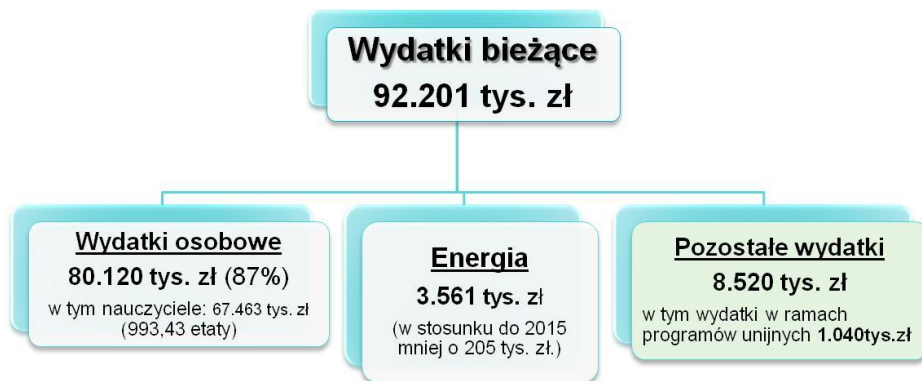 Wydatki bieżące
92.201 tys. zł
Wydatki osobowe
80.120 tys. zł (87%)
w tym nauczyciele: 67.463 tys. zł
(993,43 etaty)
Energia
3.561 tys. zł
(w stosunku do 2015
mniej o 205 tys. zł.)
Pozostałe wydatki
8.520 tys. zł
w tym wydatki w ramach
programów unijnych 1.040tys.zł